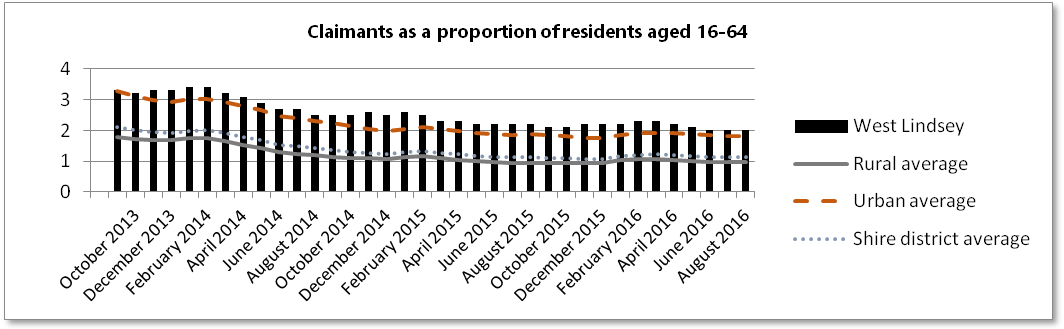 Claimants as a proportion of residents aged 16-64
4
3
2
1
0
October 2013
December 2013
February 2014
April 2014
June 2014
August 2014
October 2014
December 2014
February 2015
April 2015
June 2015
August 2015
October 2015
December 2015
February 2016
April 2016
June 2016
August 2016
West Lindsey
Rural average
Urban average
Shire district average